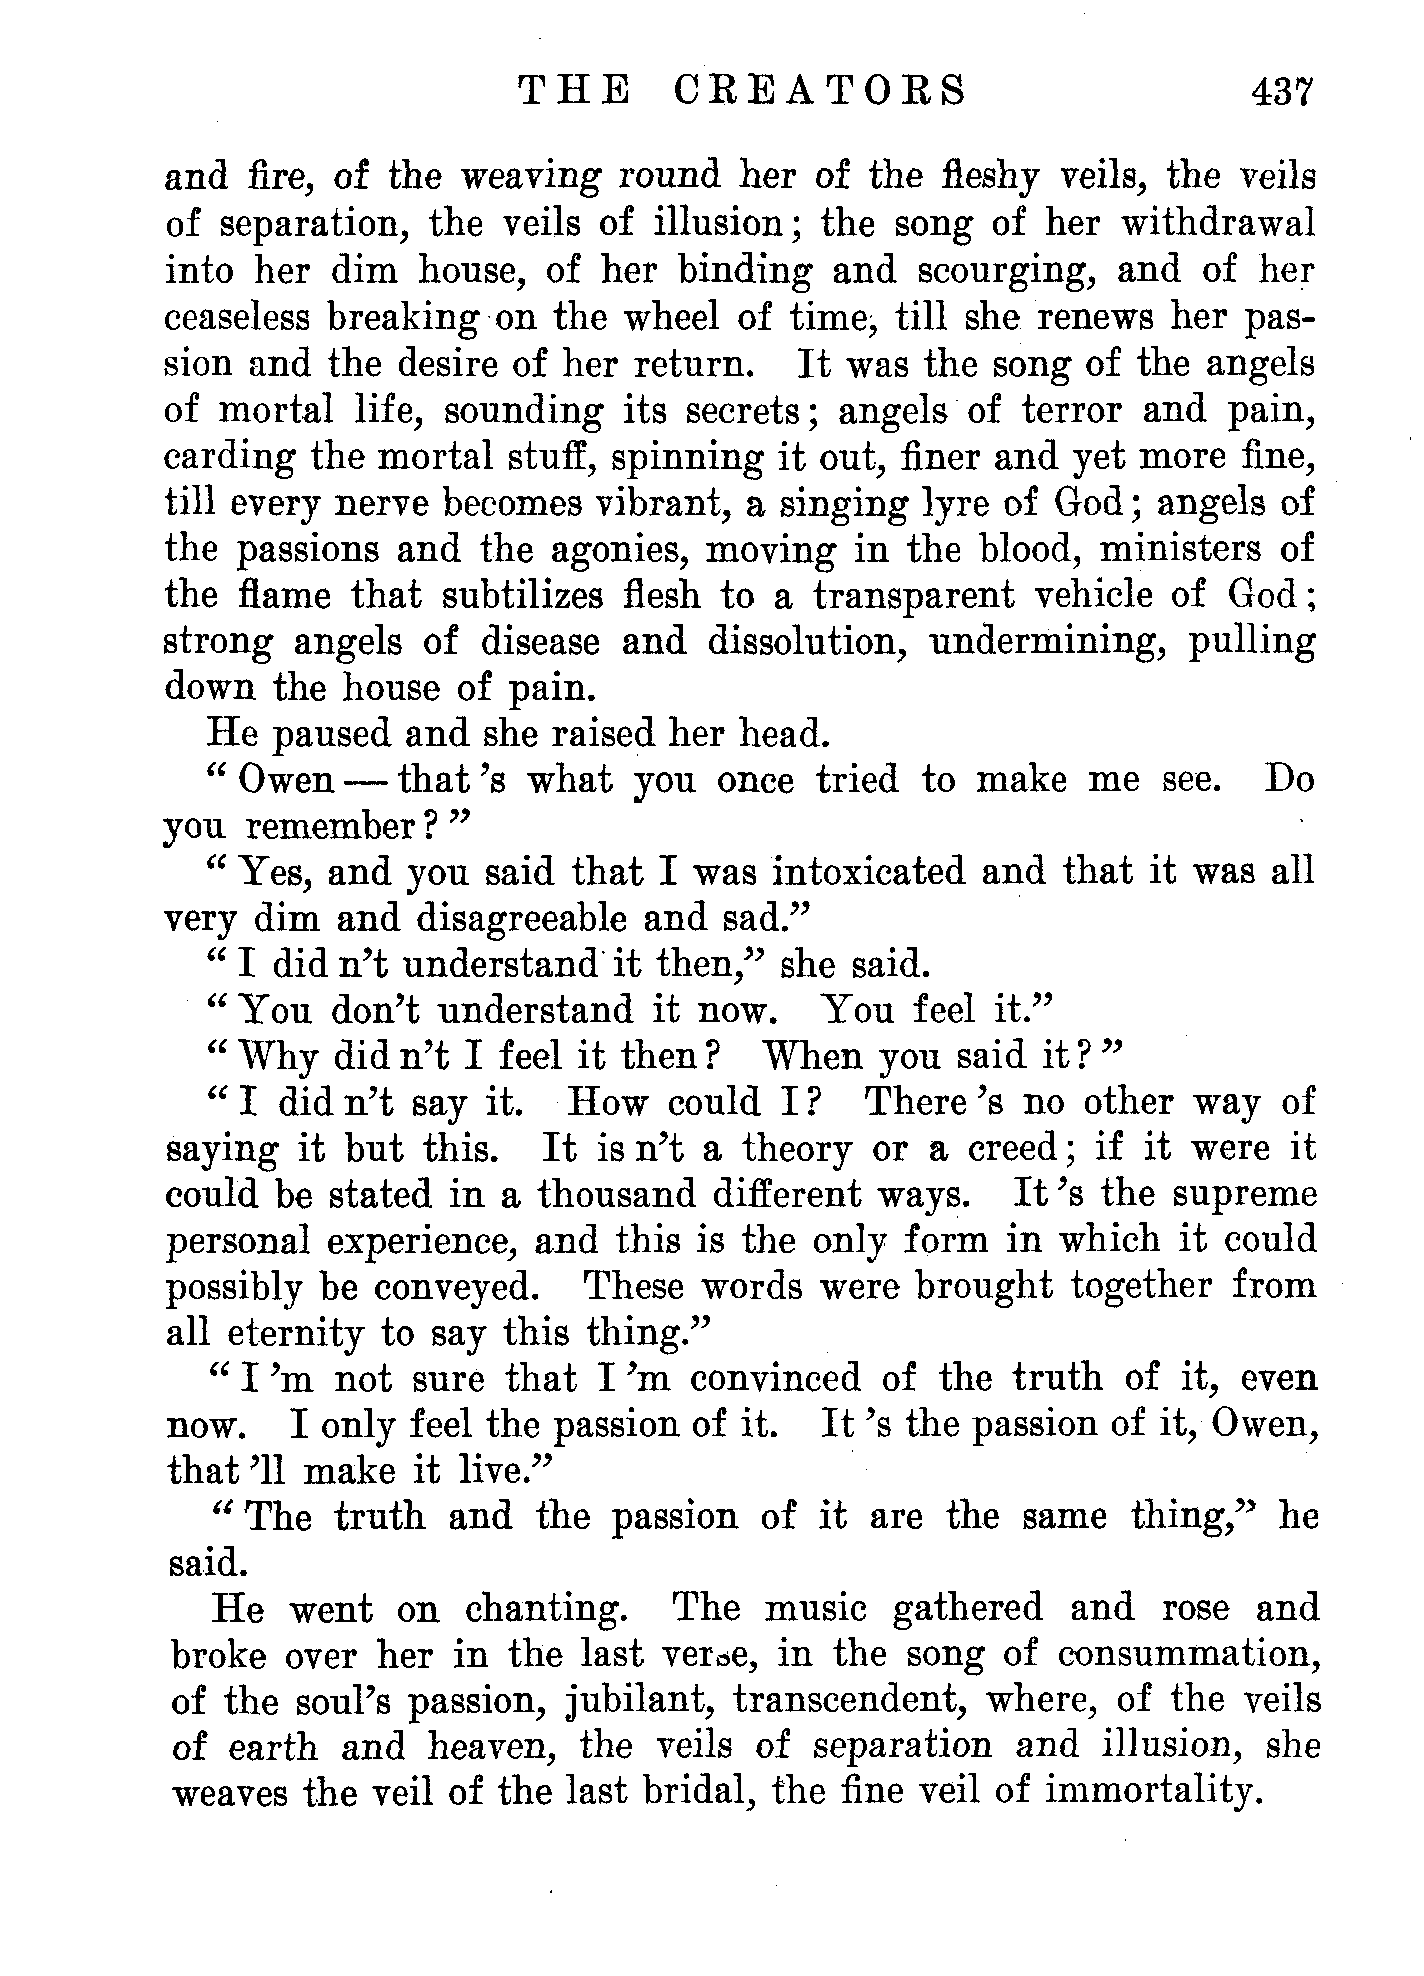 THE CREATORS 437
and fire, of the weaving round her of the fleshy veils, the veils
of separation, the veils of illusion; the song of her withdrawal
into her dim house, of her binding and scourging, and of her
ceaseless breaking on the wheel of time, till she renews her pas-
sion and the desire of her return. It was the song of the angels
of mortal life, sounding its secrets; angels of terror and pain,
carding the mortal stuff, spinning it out, finer and yet more fine,
till every nerve becomes vibrant, a singing lyre of God; angels of
the passions and the agonies, moving in the blood, ministers of
the flame that subtilizes flesh to a transparent vehicle of God;
strong angels of disease and dissolution, undermining, pulling
down the house of pain.
He paused and she raised her head.
" Owen — that 's what you once tried to make me see. Do
you remember? "
" Yes, and you said that I was intoxicated and that it was all
very dim and disagreeable and sad."
" I did n't understand it then," she said.
" You don't understand it now. You feel it."
" Why did n't I feel it then? When you said it? "
" I did n't say it. How could I? There 's no other way of
saying it but this. It is n't a theory or a creed; if it were it
could be stated in a thousand different ways. It 's the supreme
personal experience, and this is the only form in which it could
possibly be conveyed. These words were brought together from
all eternity to say this thing."
" I 'm not sure that I 'm convinced of the truth of it, even
now. I only feel the passion of it. It 's the passion of it, Owen,
that 'll make it live."
" The truth and the passion of it are the same thing," he
said.
He went on chanting. The music gathered and rose and
broke over her in the last verse, in the song of consummation,
of the soul's passion, jubilant, transcendent, where, of the veils
of earth and heaven, the veils of separation and illusion, she
weaves the veil of the last bridal, the fine veil of immortality.